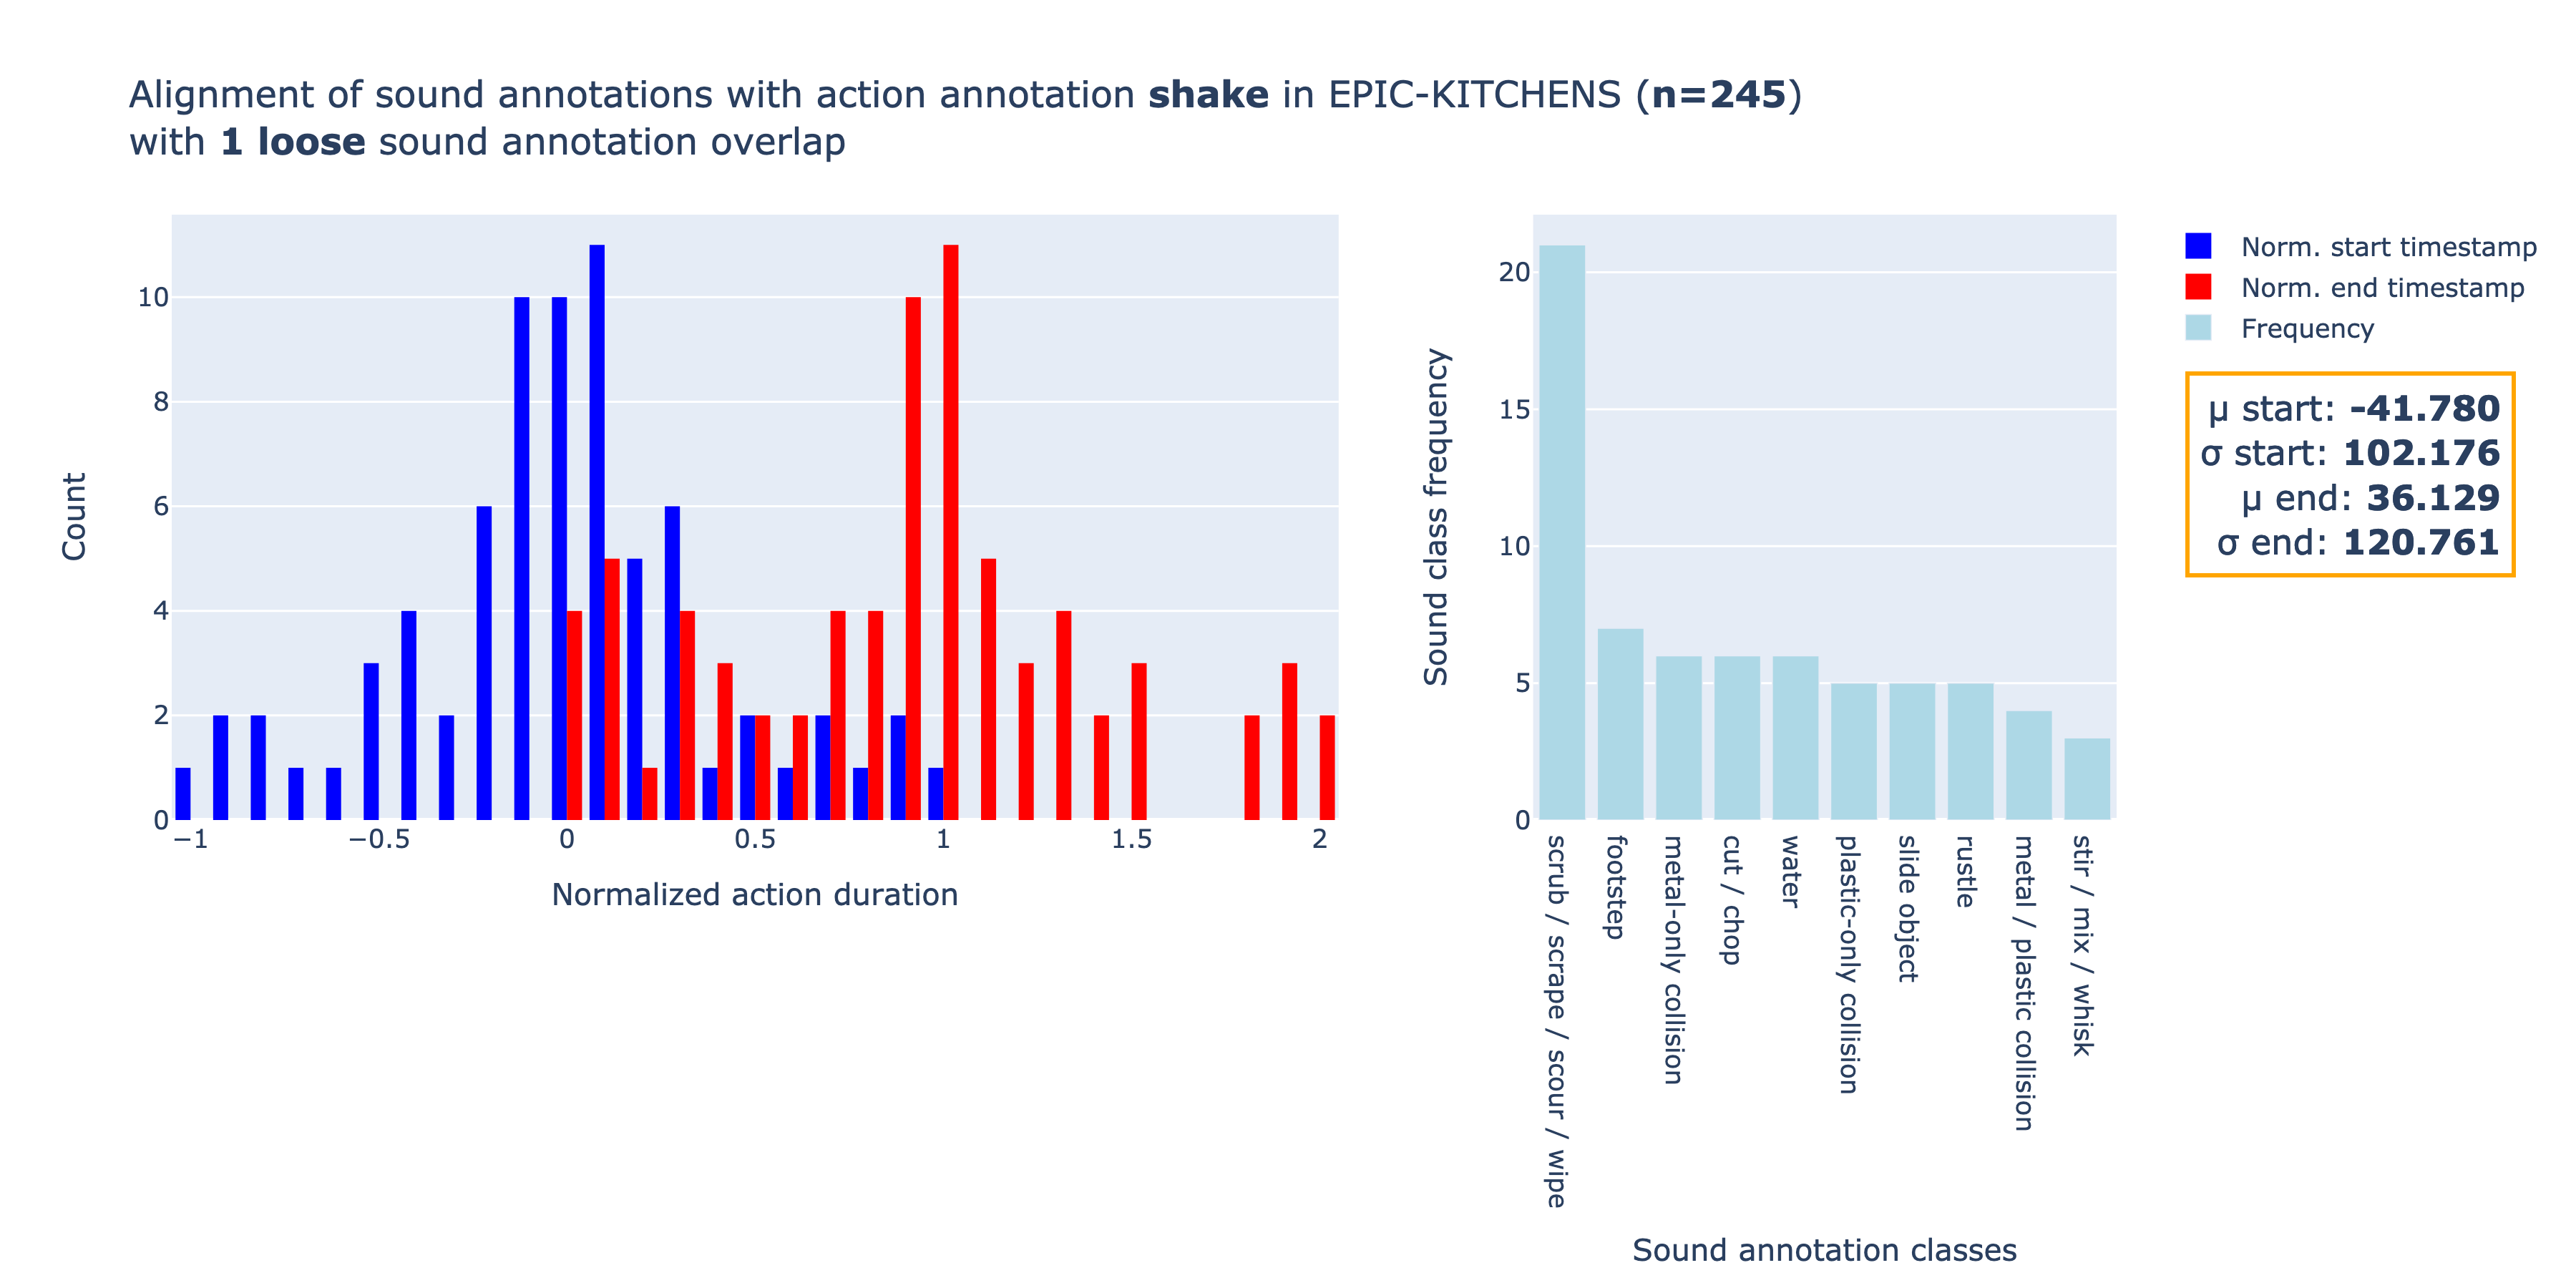 Alignment of sound annotations with action annotation shake in EPIC-KITCHENS (n=245)
with 1 loose sound annotation overlap
Count
10
8
6
4
2
0
−1
−0.5
0
0.5
1
1.5
2
Normalized action duration
Sound class frequency
20
15
10
5
0
scrub / scrape / scour / wipe
footstep
metal-only collision
cut / chop
water
plastic-only collision
slide object
rustle
metal / plastic collision
stir / mix / whisk
Sound annotation classes
Norm. start timestamp
Norm. end timestamp
Frequency
μ start: -41.780
σ start: 102.176
μ end: 36.129
σ end: 120.761